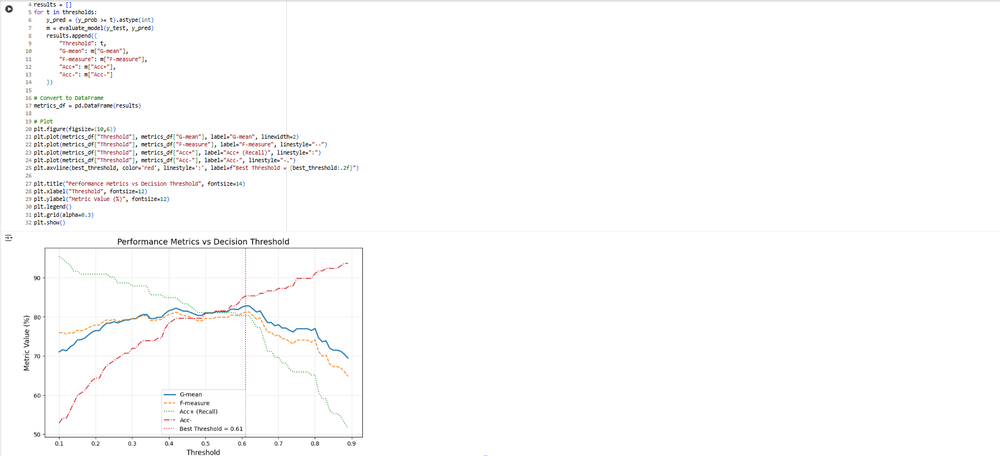 4 results = []
5 for t in thresholds:
6     y_pred = (y_prob >= t).astype(int)
7     m = evaluate_model(y_test, y_pred)
8     results.append({
9         "Threshold": t,
10         "G-mean": m["G-mean"],
11         "F-measure": m["F-measure"],
12         "Acc+": m["Acc+"],
13         "Acc-": m["Acc-"]
14     })
15
16 # Convert to DataFrame
17 metrics_df = pd.DataFrame(results)
18
19 # Plot
20 plt.figure(figsize=(10,6))
21 plt.plot(metrics_df["Threshold"], metrics_df["G-mean"], label="G-mean", linewidth=2)
22 plt.plot(metrics_df["Threshold"], metrics_df["F-measure"], label="F-measure", linestyle="--")
23 plt.plot(metrics_df["Threshold"], metrics_df["Acc+"], label="Acc+ (Recall)", linestyle=":")
24 plt.plot(metrics_df["Threshold"], metrics_df["Acc-"], label="Acc-", linestyle="-.")
25 plt.axvline(best_threshold, color='red', linestyle=':', label=f"Best Threshold = {best_threshold:.2f}")
26
27 plt.title("Performance Metrics vs Decision Threshold", fontsize=14)
28 plt.xlabel("Threshold", fontsize=12)
29 plt.ylabel("Metric Value (%)", fontsize=12)
30 plt.legend()
31 plt.grid(alpha=0.3)
32 plt.show()
Performance Metrics vs Decision Threshold
Metric Value (%)
90
80
70
60
50
G-mean
F-measure
Acc+ (Recall)
Acc-
Best Threshold = 0.61
0.1 0.2 0.3 0.4 0.5 0.6 0.7 0.8 0.9
Threshold